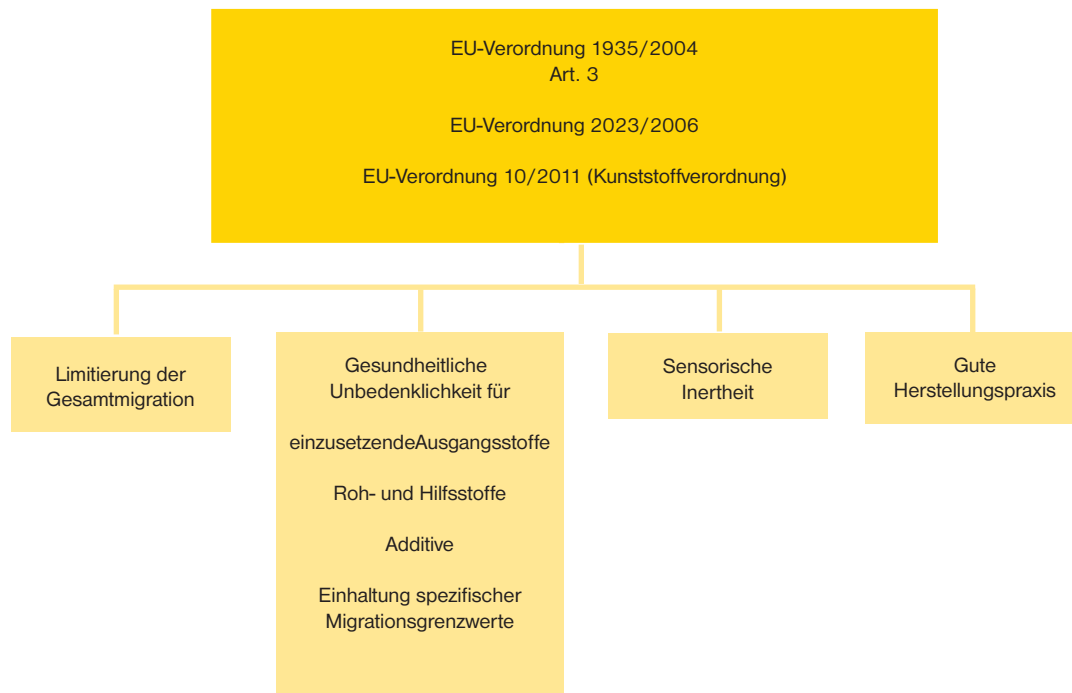 EU-Verordnung 1935/2004
Art. 3
EU-Verordnung 2023/2006
EU-Verordnung 10/2011 (Kunststoffverordnung)
Limitierung der
Gesamtmigration
Gesundheitliche
Unbedenklichkeit für
einzusetzendeAusgangsstoffe
Roh- und Hilfsstoffe
Additive
Einhaltung spezifischer
Migrationsgrenzwerte
Sensorische
Inertheit
Gute
Herstellungspraxis